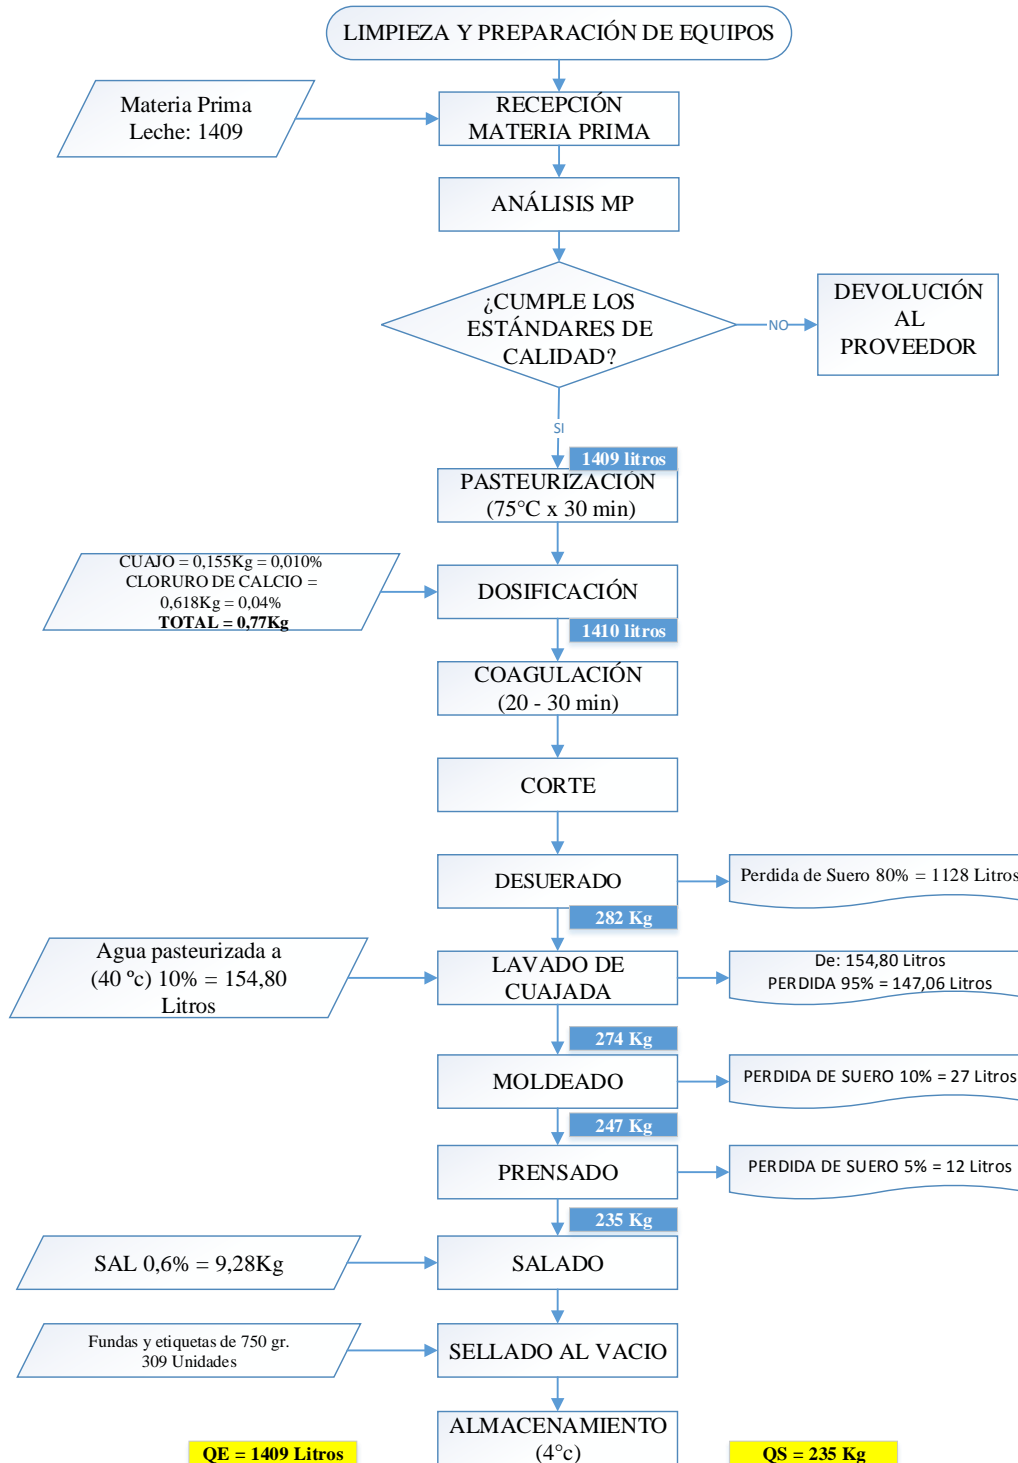 LIMPIEZA Y PREPARACIÓN DE EQUIPOS
Materia Prima
Leche: 1409
RECEPCIÓN
MATERIA PRIMA
ANÁLISIS MP
¿CUMPLE LOS
ESTÁNDARES DE
CALIDAD?
NO
DEVOLUCIÓN
AL
PROVEEDOR
SI
1409 litros
PASTEURIZACIÓN
(75°C x 30 min)
CUAJO = 0,155Kg = 0,010%
CLORURO DE CALCIO =
0,618Kg = 0,04%
TOTAL = 0,77Kg
DOSIFICACIÓN
1410 litros
COAGULACIÓN
(20 - 30 min)
CORTE
DESUERADO
Perdida de Suero 80% = 1128 Litros
282 Kg
Agua pasteurizada a
(40 ºc) 10% = 154,80
Litros
LAVADO DE
CUAJADA
De: 154,80 Litros
PERDIDA 95% = 147,06 Litros
274 Kg
MOLDEADO
PERDIDA DE SUERO 10% = 27 Litros
247 Kg
PRENSADO
PERDIDA DE SUERO 5% = 12 Litros
235 Kg
SAL 0,6% = 9,28Kg
SALADO
Fundas y etiquetas de 750 gr.
309 Unidades
SELLADO AL VACIO
ALMACENAMIENTO
(4°c)
QE = 1409 Litros
QS = 235 Kg